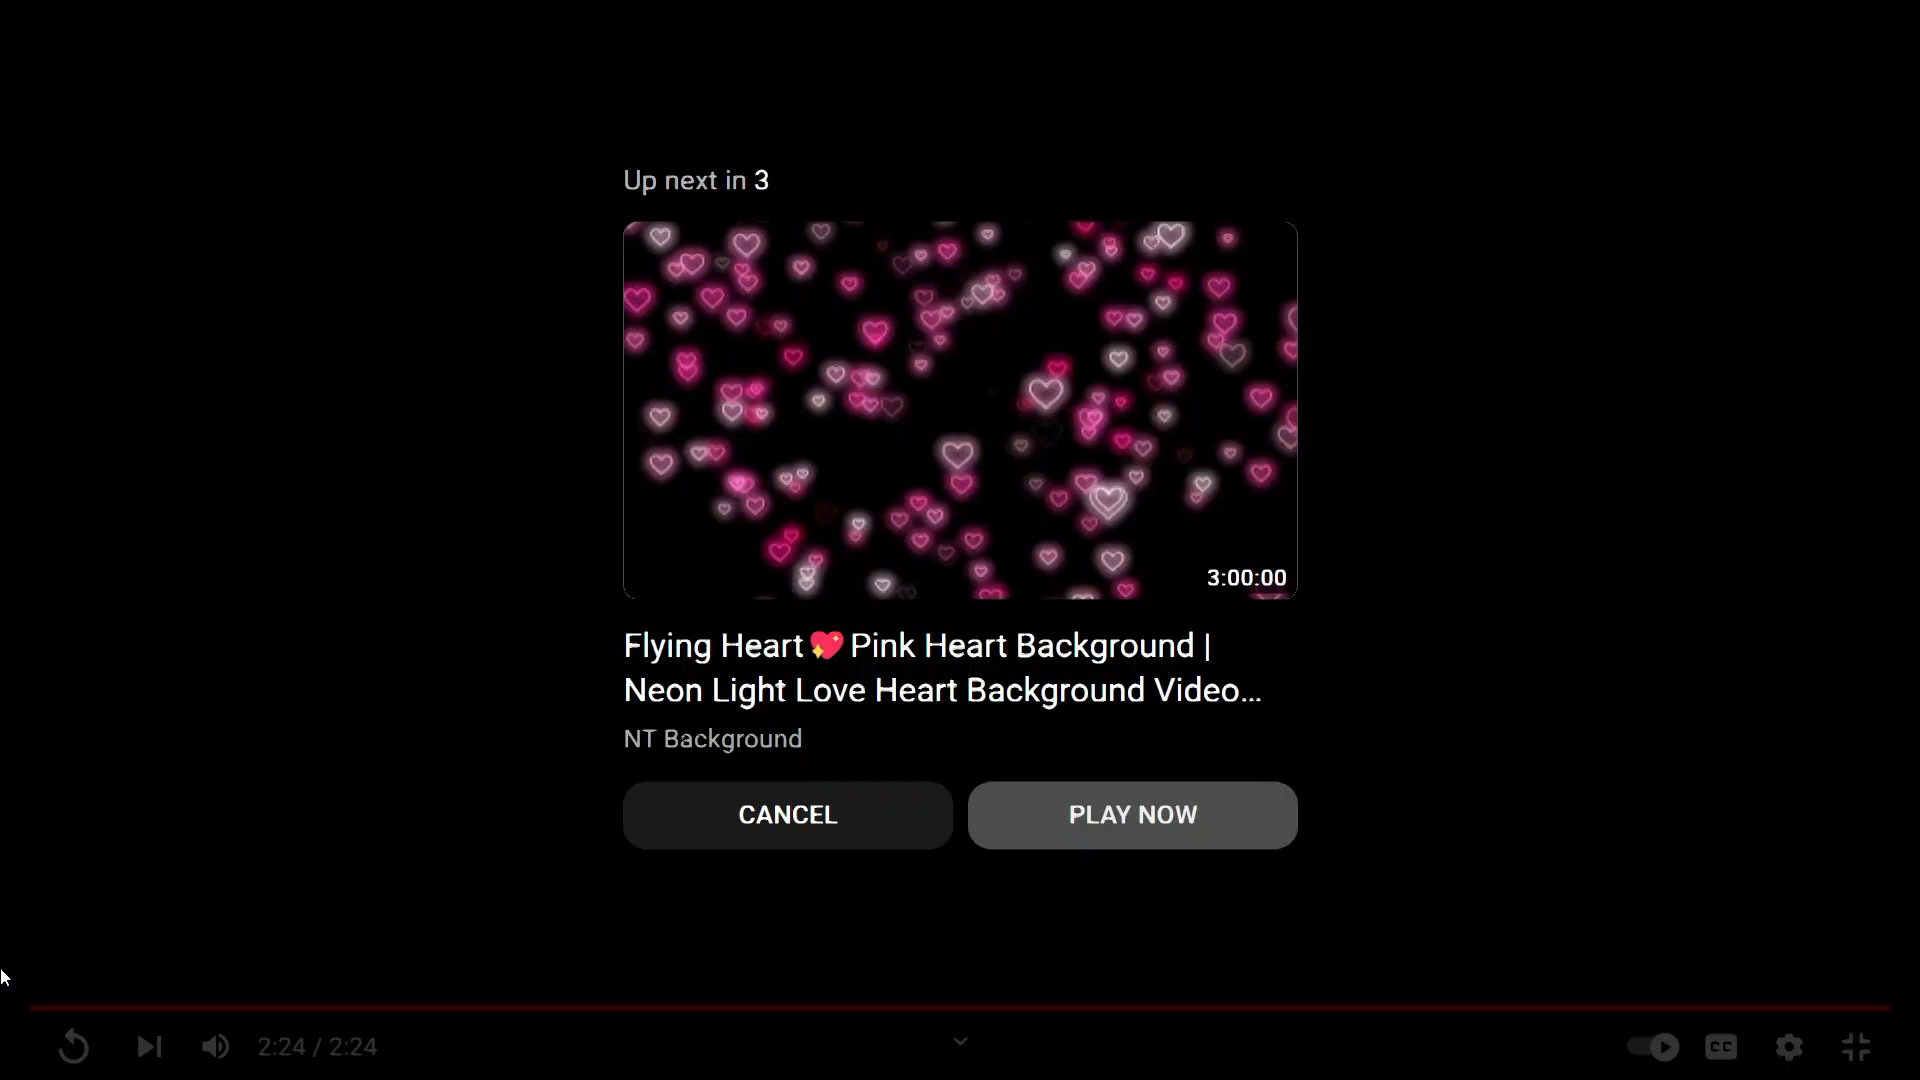 Up next in 3
3:00:00
Flying Heart💖Pink Heart Background |
Neon Light Love Heart Background Video...
NT Background
CANCEL
PLAY NOW
2:24 / 2:24
CC